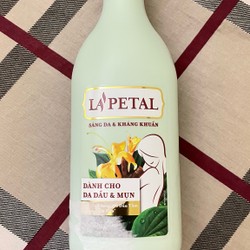 LA PETAL
SÁNG DA & KHÁNG KHUẨN
DÀNH CHO
DA DẦU & MỤN